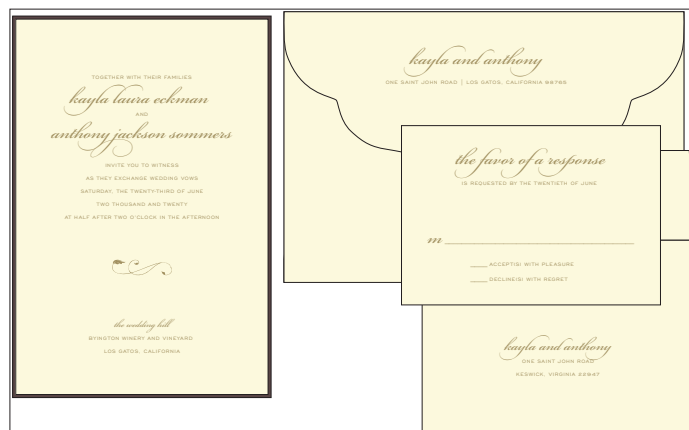 TOGETHER WITH THEIR FAMILIES
kayla laura eckman
AND
anthony jackson sommers
INVITE YOU TO WITNESS
AS THEY EXCHANGE WEDDING VOWS
SATURDAY, THE TWENTY-THIRD OF JUNE
TWO THOUSAND AND TWENTY
AT HALF AFTER TWO O'CLOCK IN THE AFTERNOON
the wedding hill
BYINGTON WINERY AND VINEYARD
LOS GATOS, CALIFORNIA
kayla and anthony
ONE SAINT JOHN ROAD | LOS GATOS, CALIFORNIA
the favor of a response
IS REQUESTED BY THE TWENTIETH OF JUNE
m
ACCEPT(S) WITH PLEASURE
DECLINE(S) WITH REGRET
kayla and anthony
ONE SAINT JOHN ROAD
KESWICK, VIRGINIA 22947